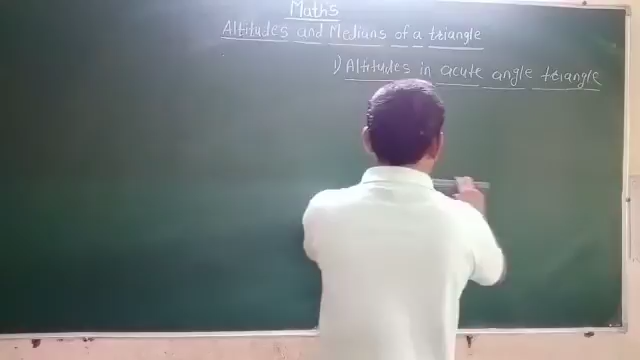 Maths
Altitudes and Medians of a triangle
1) Altitudes in acute angle triangle